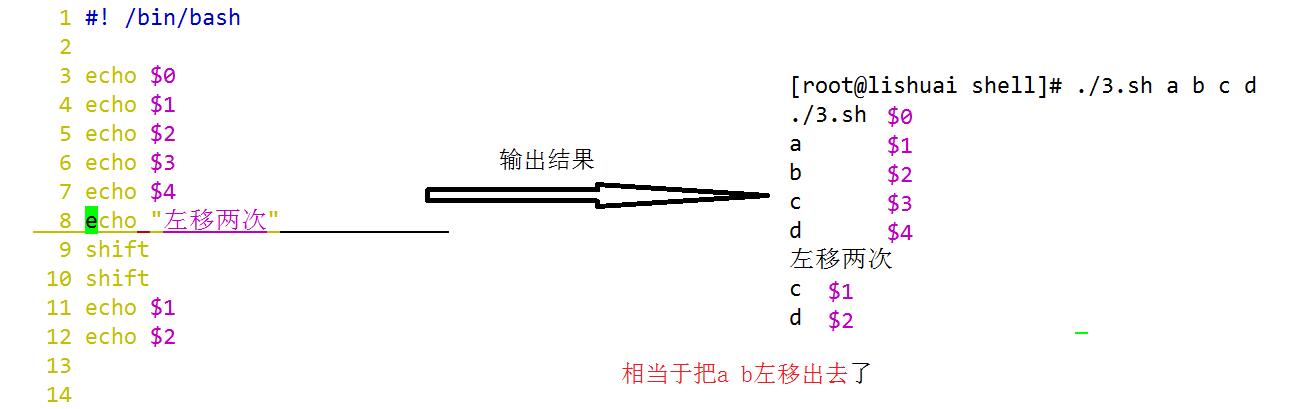 1 #! /bin/bash
2
3 echo $0
4 echo $1
5 echo $2
6 echo $3
7 echo $4
8 echo "左移两次"
9 shift
10 shift
11 echo $1
12 echo $2
13
14
输出结果
[root@lishuai shell]# ./3.sh a b c d
./3.sh $0
a $1
b $2
c $3
d $4
左移两次
c $1
d $2
相当于把a b左移出去了